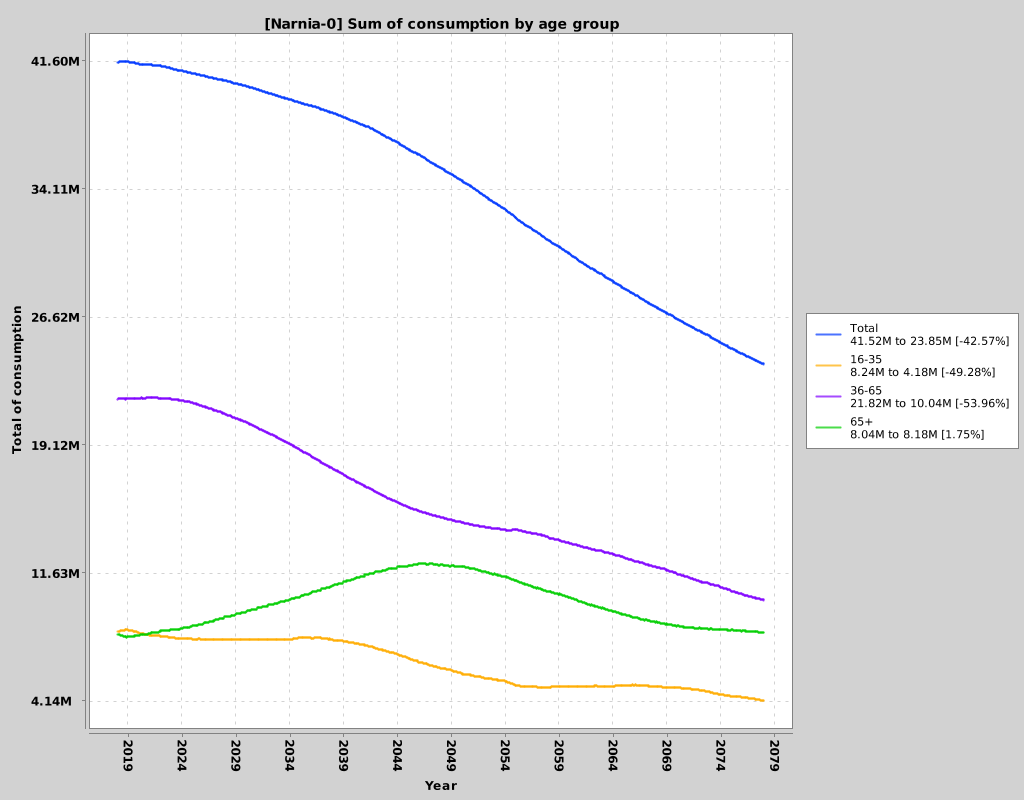 [Narnia-0] Sum of consumption by age group
41.60M
34.11M
26.62M
19.12M
11.63M
4.14M
Total of consumption
2019
2024
2029
2034
2039
2044
2049
2054
2059
2064
2069
2074
2079
Year
Total
41.52M to 23.85M [-42.57%]
16-35
8.24M to 4.18M [-49.28%]
36-65
21.82M to 10.04M [-53.96%]
65+
8.04M to 8.18M [1.75%]